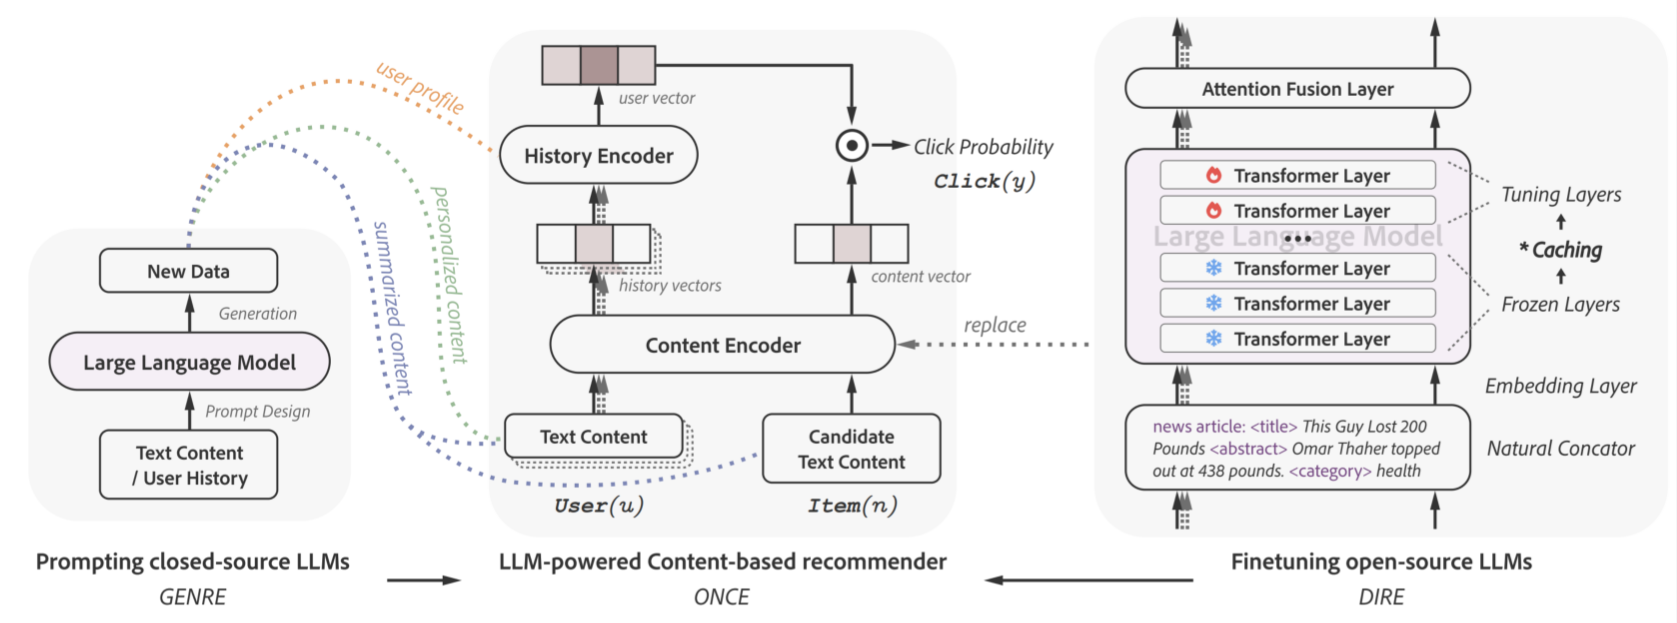 New Data
Generation
Large Language Model
Prompt Design
Text Content
/ User History
Prompting closed-source LLMs
GENRE
user profile
personalized content
summarized content
user vector
History Encoder
Click Probability
Click(y)
history vectors
content vector
Content Encoder
replace
Text Content
Candidate
Text Content
User(u)
Item(n)
LLM-powered Content-based recommender
ONCE
Attention Fusion Layer
Transformer Layer
Transformer Layer
Large Language Model
•••
Transformer Layer
Transformer Layer
Transformer Layer
Tuning Layers
* Caching
Frozen Layers
Embedding Layer
news article: <title> This Guy Lost 200
Pounds <abstract> Omar Thaher topped
out at 438 pounds. <category> health
Natural Concator
Finetuning open-source LLMs
DIRE